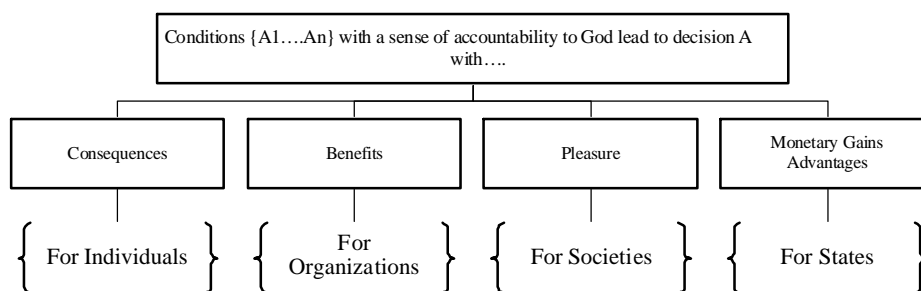 Conditions {A1….An} with a sense of accountability to God lead to decision A
with….
Consequences
Benefits
Pleasure
Monetary Gains
Advantages
For Individuals
For
Organizations
For Societies
For States